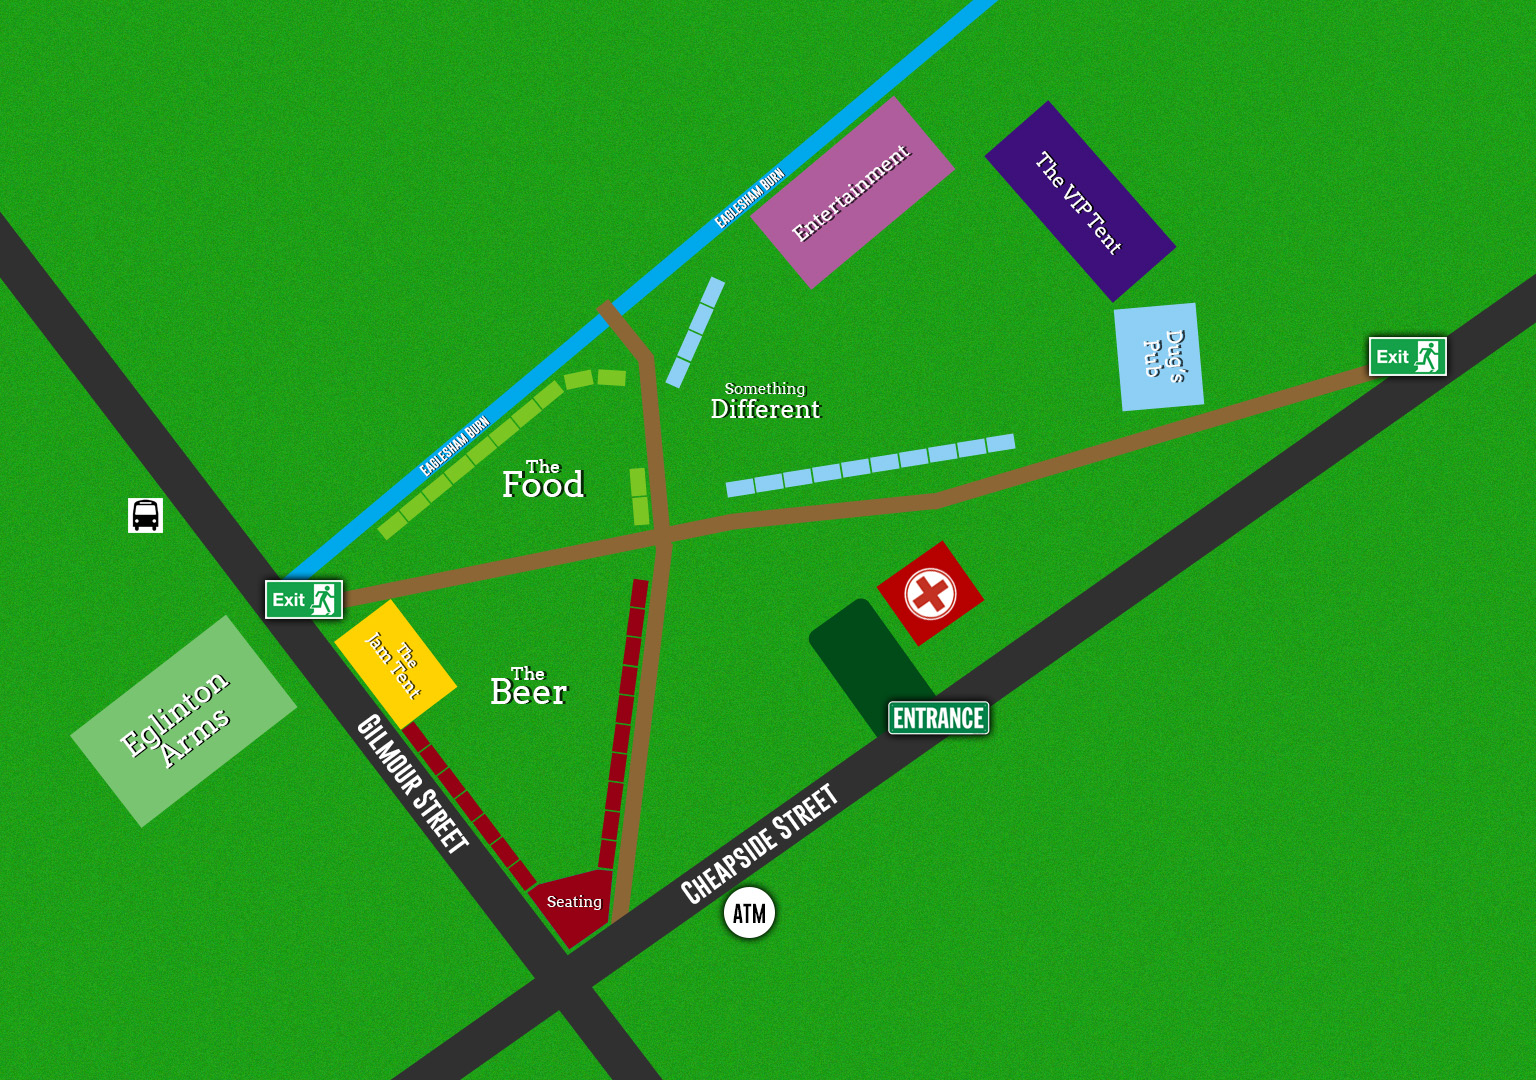 EAGLESHAM BURN
Entertainment
The VIP Tent
Dug's
Pub
Exit
Something
Different
EAGLESHAM BURN
The
Food
Exit
The
Jam Tent
The
Beer
Eglinton
Arms
ENTRANCE
GILMOUR STREET
CHEAPSIDE STREET
Seating
ATM